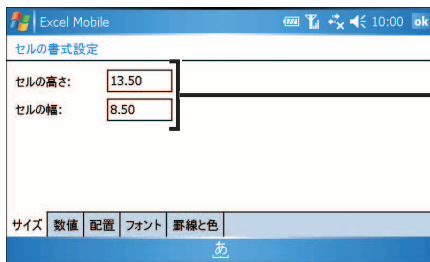 Excel Mobile 10:00 ok
セルの書式設定
セルの高さ: 13.50
セルの幅: 8.50
サイズ 数値 配置 フォント 罫線と色
あ